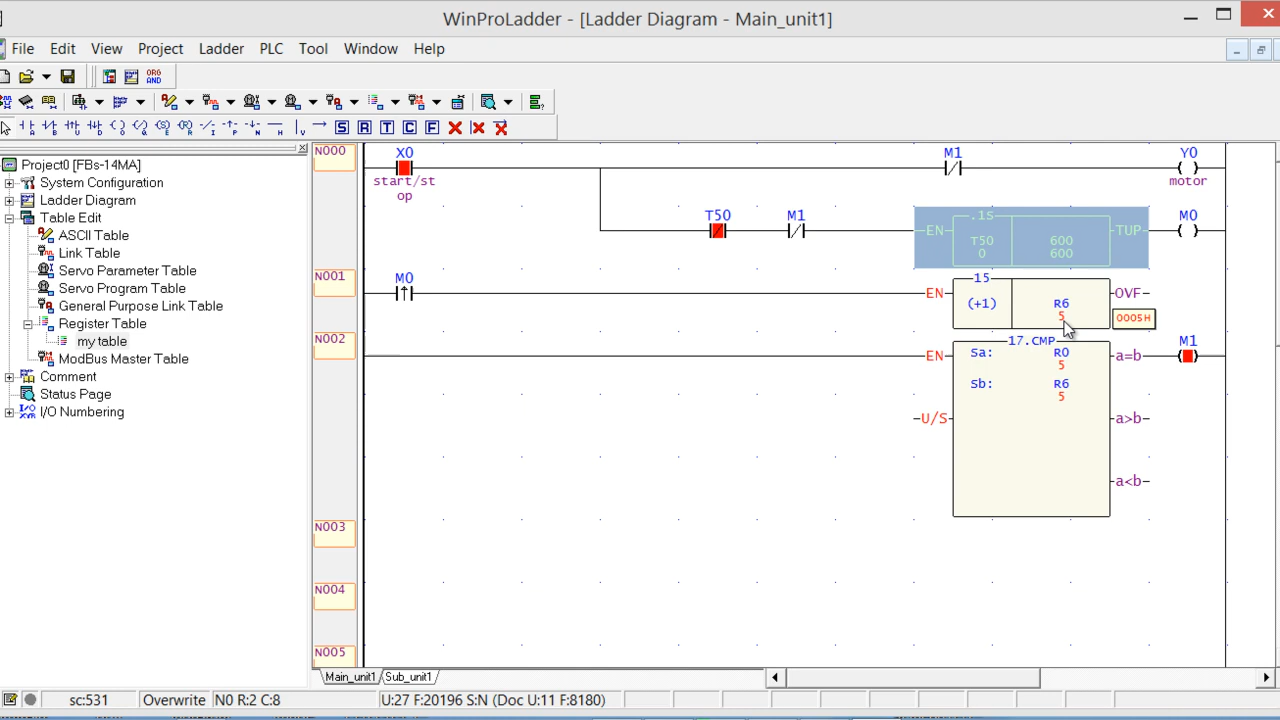 WinProLadder - [Ladder Diagram - Main_unit1]
File Edit View Project Ladder PLC Tool Window Help
ORG
AND
A B U D S R I P N H V
S R T C F
Project0 [FBs-14MA]
System Configuration
Ladder Diagram
Table Edit
ASCII Table
Link Table
Servo Parameter Table
Servo Program Table
General Purpose Link Table
Register Table
my table
ModBus Master Table
Comment
Status Page
I/O Numbering
N000
X0
M1
Y0
start/st
op
motor
T50
M1
.1S
M0
EN
T50
600
TUP
0
600
N001
M0
15
EN
(+1)
R6
OVF
5
0005H
N002
17.CMP
M1
EN
Sa:
R0
a=b
5
Sb:
R6
5
U/S
a>b
a<b
N003
N004
N005
Main_unit1 Sub_unit1
sc:531 Overwrite N0 R:2 C:8 U:27 F:20196 S:N (Doc U:11 F:8180)